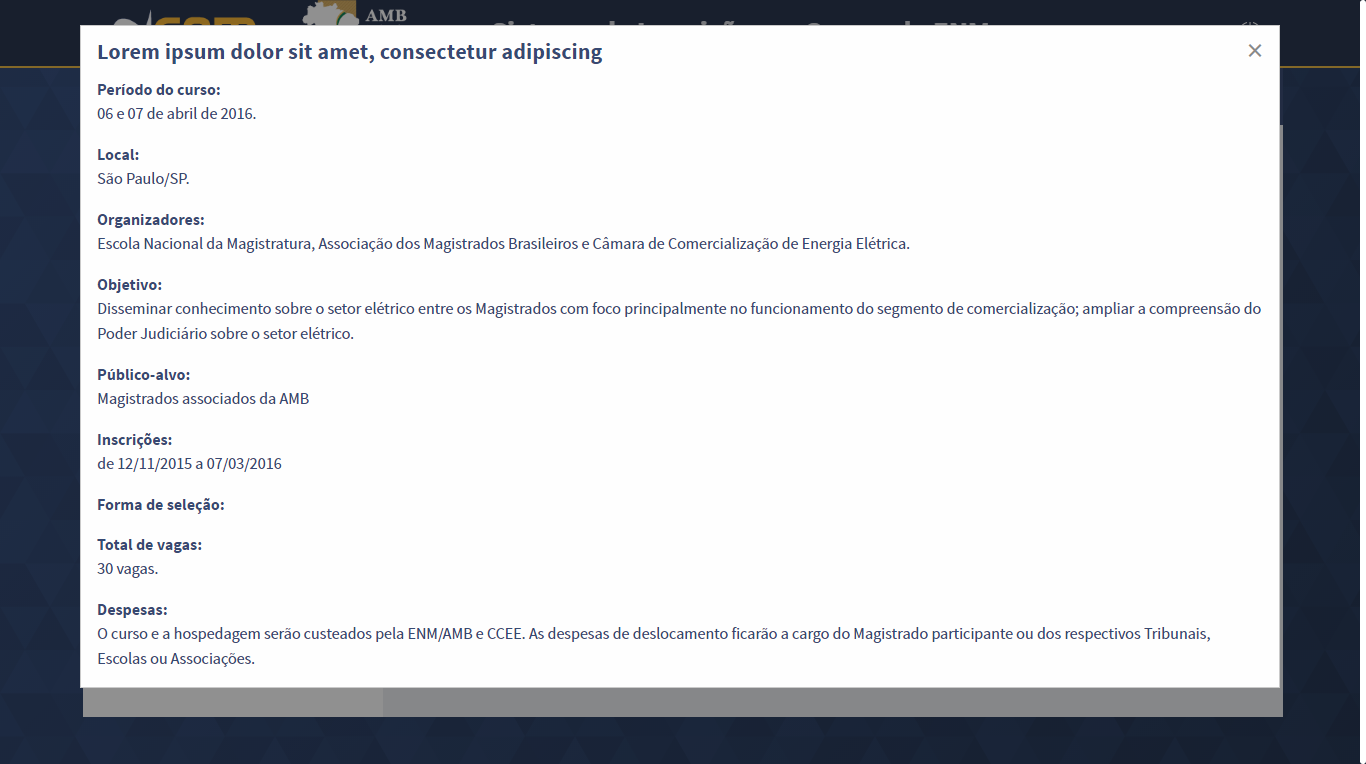 AMB
Lorem ipsum dolor sit amet, consectetur adipiscing
Período do curso:
06 e 07 de abril de 2016.
Local:
São Paulo/SP.
Organizadores:
Escola Nacional da Magistratura, Associação dos Magistrados Brasileiros e Câmara de Comercialização de Energia Elétrica.
Objetivo:
Disseminar conhecimento sobre o setor elétrico entre os Magistrados com foco principalmente no funcionamento do segmento de comercialização; ampliar a compreensão do
Poder Judiciário sobre o setor elétrico.
Público-alvo:
Magistrados associados da AMB
Inscrições:
de 12/11/2015 a 07/03/2016
Forma de seleção:
Total de vagas:
30 vagas.
Despesas:
O curso e a hospedagem serão custeados pela ENM/AMB e CCEE. As despesas de deslocamento ficarão a cargo do Magistrado participante ou dos respectivos Tribunais,
Escolas ou Associações.